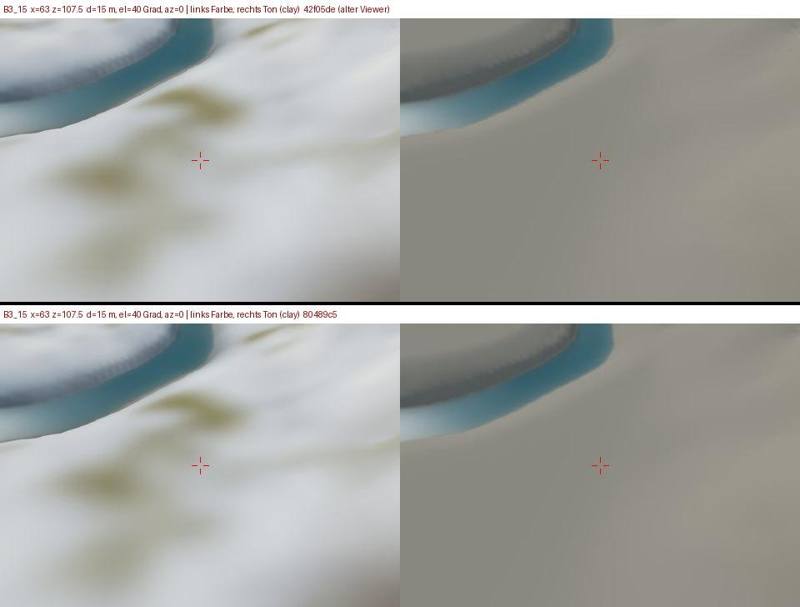 B3_15 x=63 z=107.5 d=15 m, el=40 Grad, az=0 | links Farbe, rechts Ton (clay) 42f05de (alter Viewer)
B3_15 x=63 z=107.5 d=15 m, el=40 Grad, az=0 | links Farbe, rechts Ton (clay) 80489c5